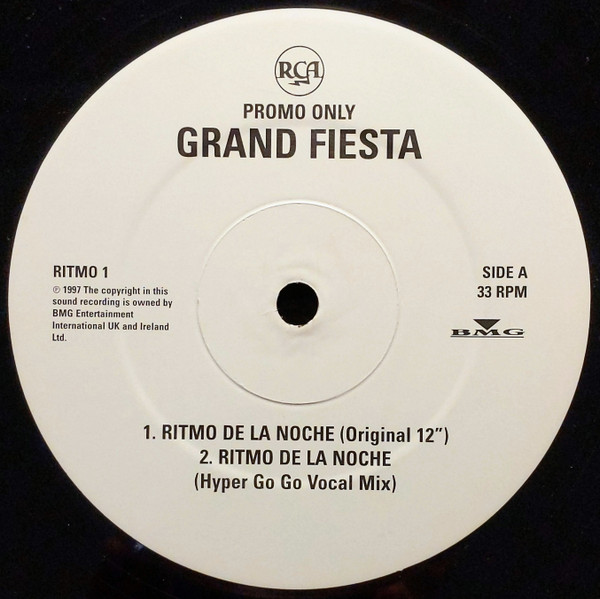 RCA
PROMO ONLY
GRAND FIESTA
RITMO 1
℗ 1997 The copyright in this
sound recording is owned by
BMG Entertainment
International UK and Ireland
Ltd.
SIDE A
33 RPM
BMG
1. RITMO DE LA NOCHE (Original 12")
2. RITMO DE LA NOCHE
(Hyper Go Go Vocal Mix)